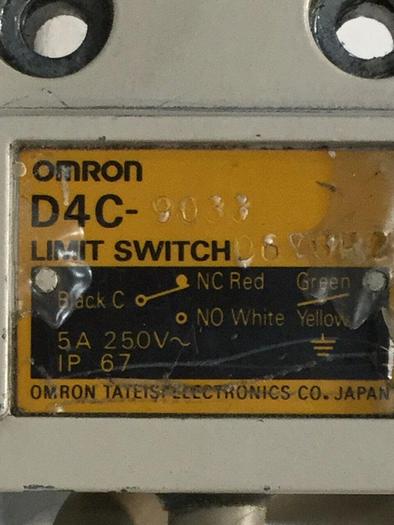 OMRON
D4C-9033
LIMIT SWITCH
NC Red Green
Black C
NO White Yellow
5A 250V~
IP 67
OMRON TATEISI ELECTRONICS CO. JAPAN